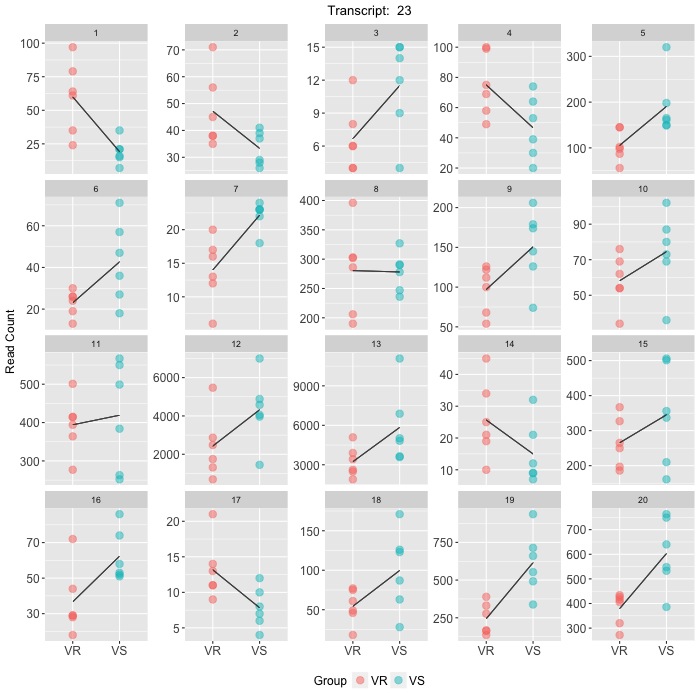 Transcript:  23
1 2 3 4 5
100 75 50 25
70 60 50 40 30
15 12 9 6
100 80 60 40 20
300 200 100
6 7 8 9 10
60 40 20
20 10
400 350 300 250 200
200 150 100 50
90 70 50
11 12 13 14 15
500 400 300
6000 4000 2000
9000 6000 3000
40 30 20 10
500 400 300 200
16 17 18 19 20
70 50 30
20 15 10 5
150 100 50
750 500 250
700 600 500 400 300
VR VS VR VS VR VS VR VS VR VS
Read Count
Group VR VS